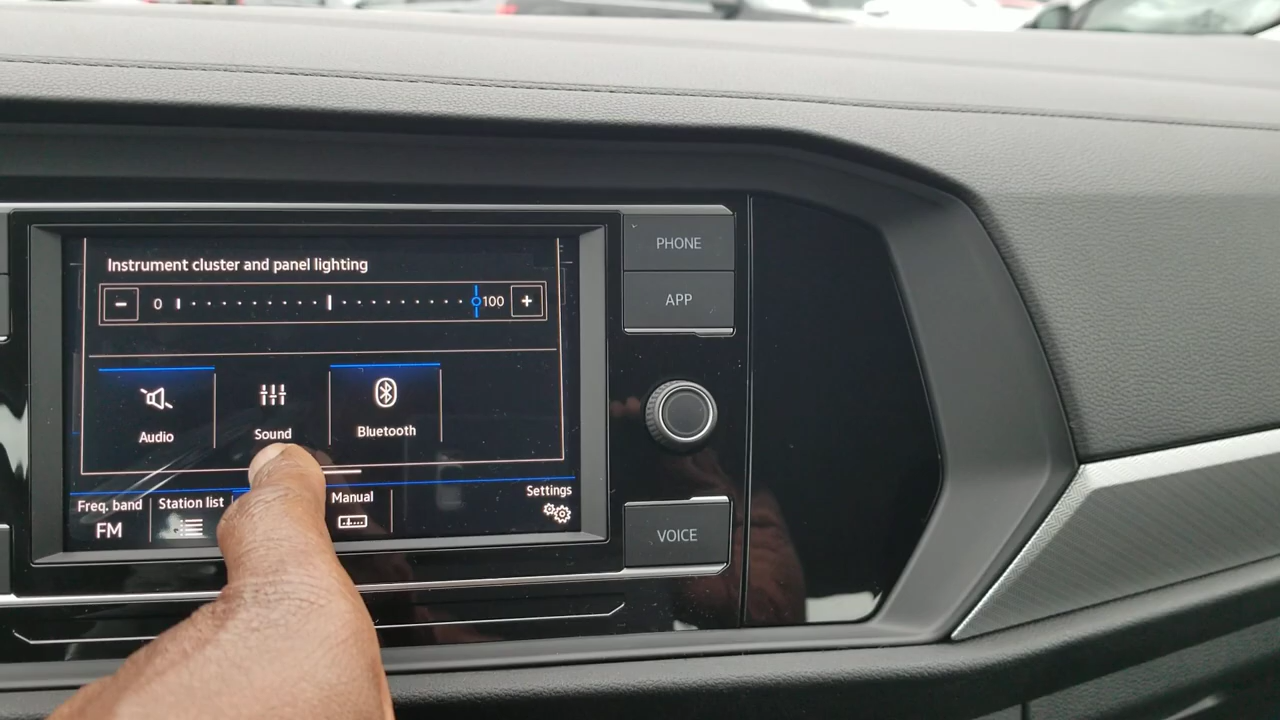 Instrument cluster and panel lighting
− 0 100 +
Audio
Sound
Bluetooth
Freq. band
FM
Station list
Manual
Settings
PHONE
APP
VOICE